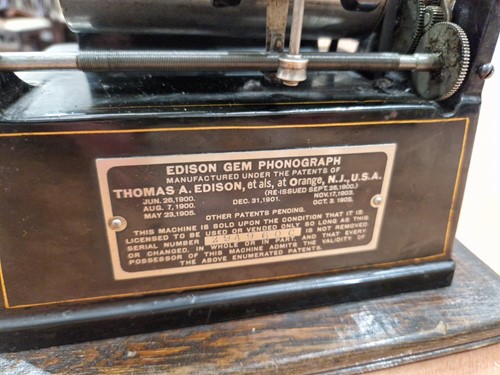 EDISON GEM PHONOGRAPH
MANUFACTURED UNDER THE PATENTS OF
THOMAS A. EDISON, et als, at Orange, N.J., U.S.A.
(RE-ISSUED SEPT. 25, 1900.)
JUN. 26, 1900. DEC. 31, 1901. NOV. 17, 1903.
AUG. 7, 1900. OCT. 3, 1905.
MAY 23, 1905.
OTHER PATENTS PENDING.
THIS MACHINE IS SOLD UPON THE CONDITION THAT IT IS
LICENSED TO BE USED OR VENDED ONLY SO LONG AS THIS
SERIAL NUMBER IS NOT REMOVED
OR CHANGED, IN WHOLE OR IN PART, AND THAT EVERY
POSSESSOR OF THIS MACHINE ADMITS THE VALIDITY OF
THE ABOVE ENUMERATED PATENTS.